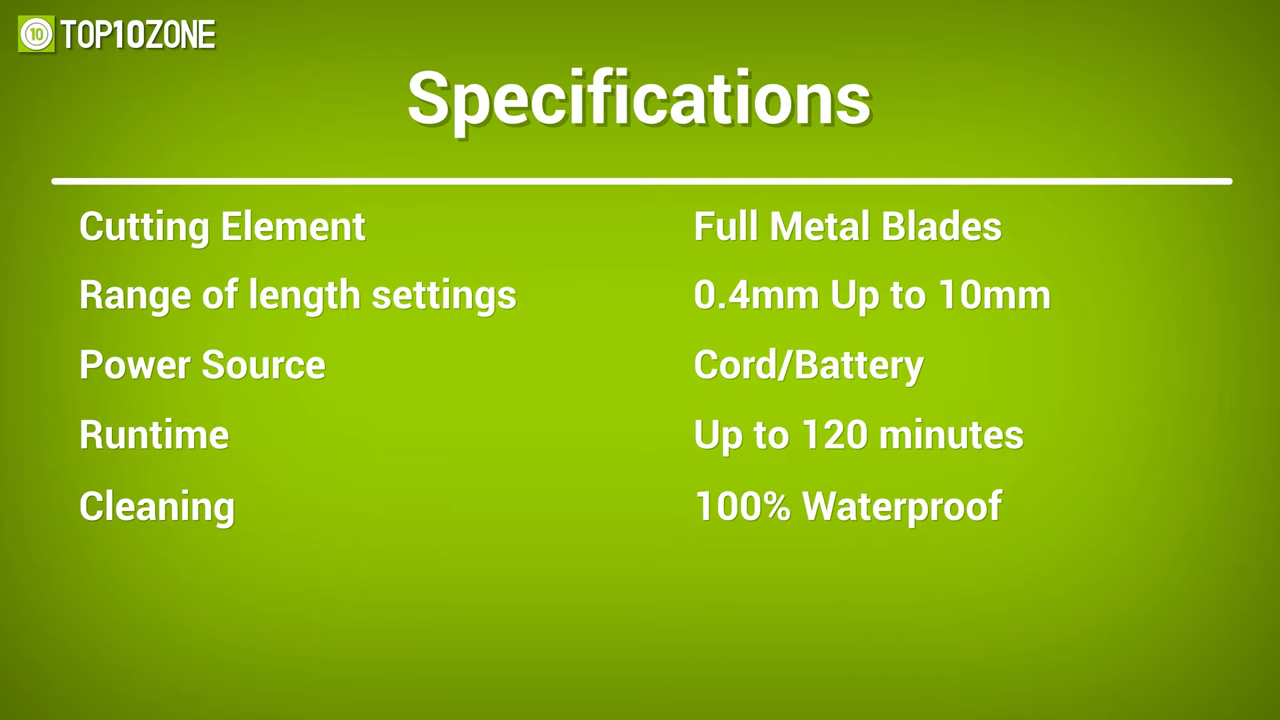 10 TOP10ZONE
Specifications
Cutting Element Full Metal Blades
Range of length settings 0.4mm Up to 10mm
Power Source Cord/Battery
Runtime Up to 120 minutes
Cleaning 100% Waterproof